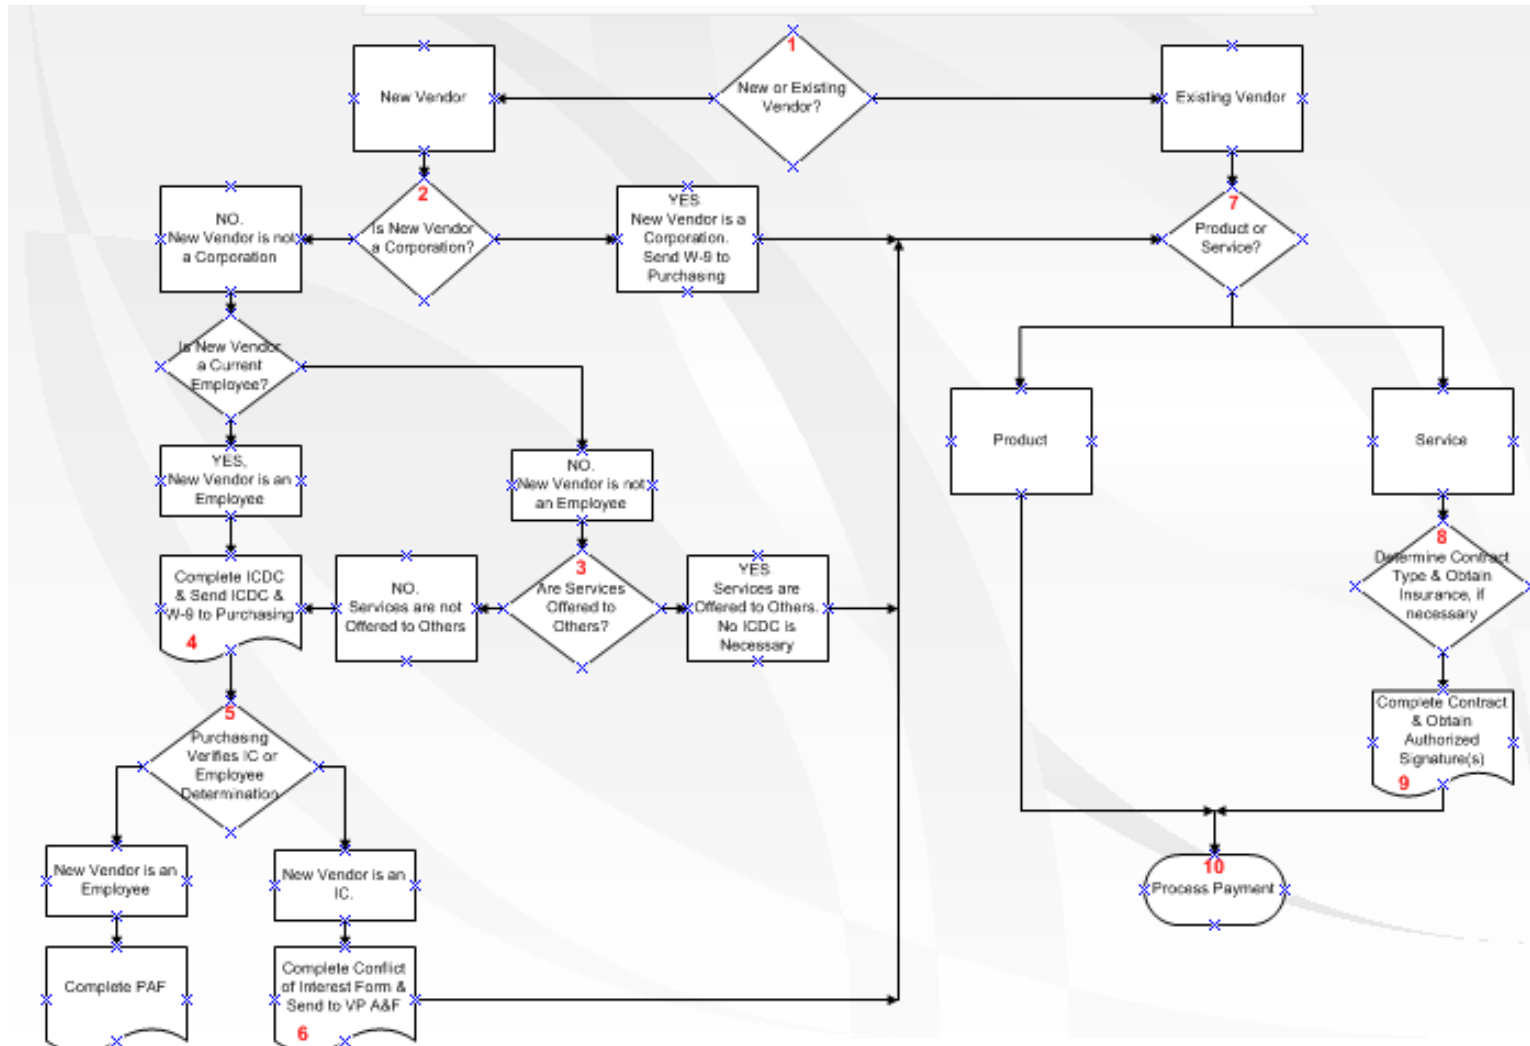 1
New or Existing
Vendor?
New Vendor
Existing Vendor
2
Is New Vendor
a Corporation?
NO.
New Vendor is not
a Corporation
YES
New Vendor is a
Corporation.
Send W-9 to
Purchasing
7
Product or
Service?
Is New Vendor
a Current
Employee?
YES,
New Vendor is an
Employee
NO.
New Vendor is not
an Employee
Product
Service
Complete ICDC
& Send ICDC &
W-9 to Purchasing
4
NO.
Services are not
Offered to Others
3
Are Services
Offered to
Others?
YES
Services are
Offered to Others.
No ICDC is
Necessary
8
Determine Contract
Type & Obtain
Insurance, if
necessary
5
Purchasing
Verifies IC or
Employee
Determination
Complete Contract
& Obtain
Authorized
Signature(s)
9
New Vendor is an
Employee
New Vendor is an
IC.
10
Process Payment
Complete PAF
Complete Conflict
of Interest Form &
Send to VP A&F
6